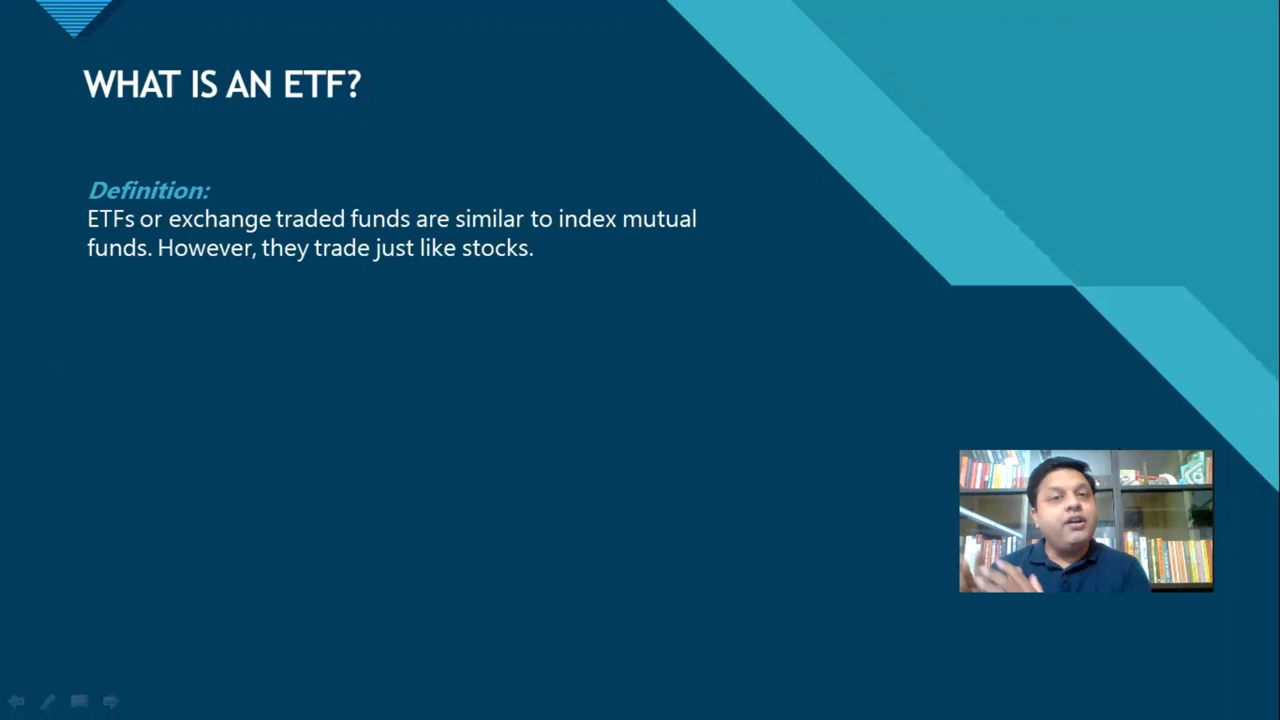 WHAT IS AN ETF?
Definition:
ETFs or exchange traded funds are similar to index mutual
funds. However, they trade just like stocks.